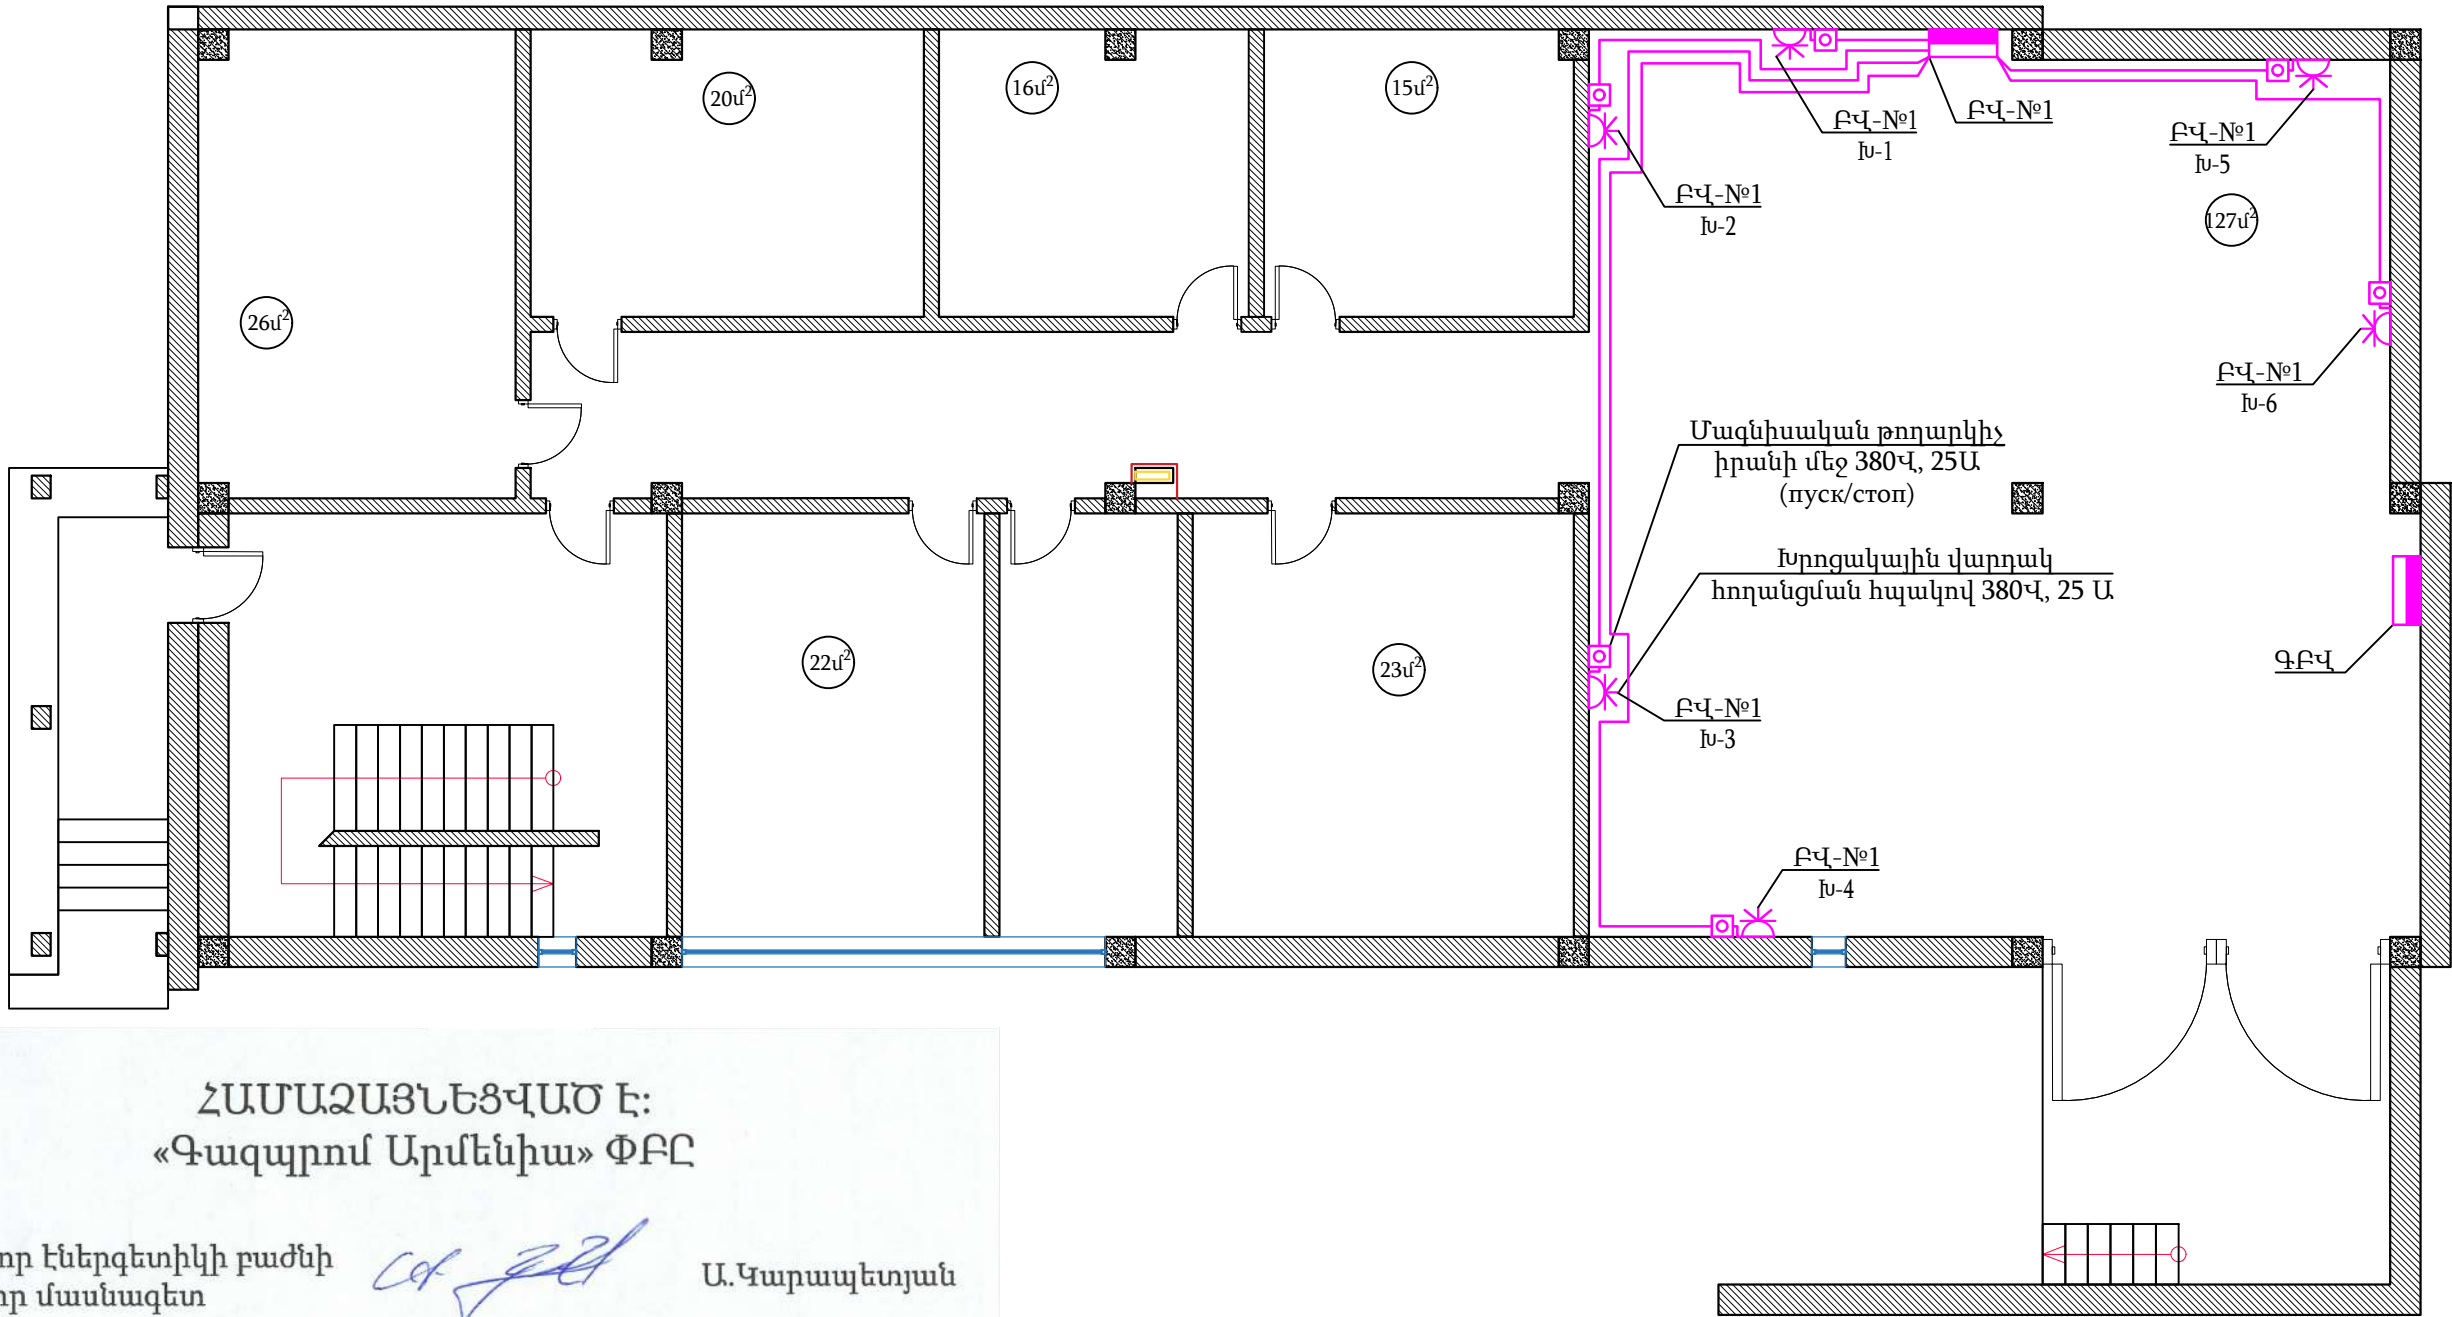 20մ²
16մ²
15մ²
26մ²
127մ²
22մ²
23մ²
ԲՎ-№1
Խ-1
ԲՎ-№1
ԲՎ-№1
Խ-5
ԲՎ-№1
Խ-2
ԲՎ-№1
Խ-6
Մագնիսական թողարկիչ
իրանի մեջ 380Վ, 25Ա
(пуск/стоп)
Խրոցակային վարդակ
հողանցման հպակով 380Վ, 25 Ա
ԳԲՎ
ԲՎ-№1
Խ-3
ԲՎ-№1
Խ-4
ՀԱՄԱՁԱՅՆԵՑՎԱԾ Է:
«Գազպրոմ Արմենիա» ՓԲԸ
էներգետիկի բաժնի
մասնագետ
Ա.Կարապետյան